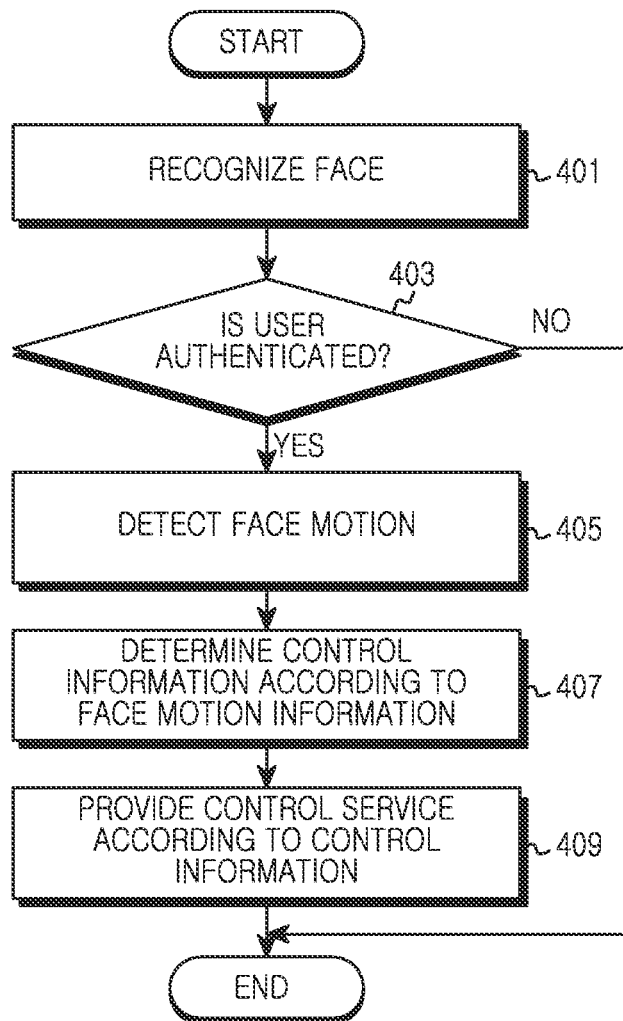 START
RECOGNIZE FACE
401
403
IS USER
AUTHENTICATED?
NO
YES
DETECT FACE MOTION
405
DETERMINE CONTROL
INFORMATION ACCORDING TO
FACE MOTION INFORMATION
407
PROVIDE CONTROL SERVICE
ACCORDING TO CONTROL
INFORMATION
409
END